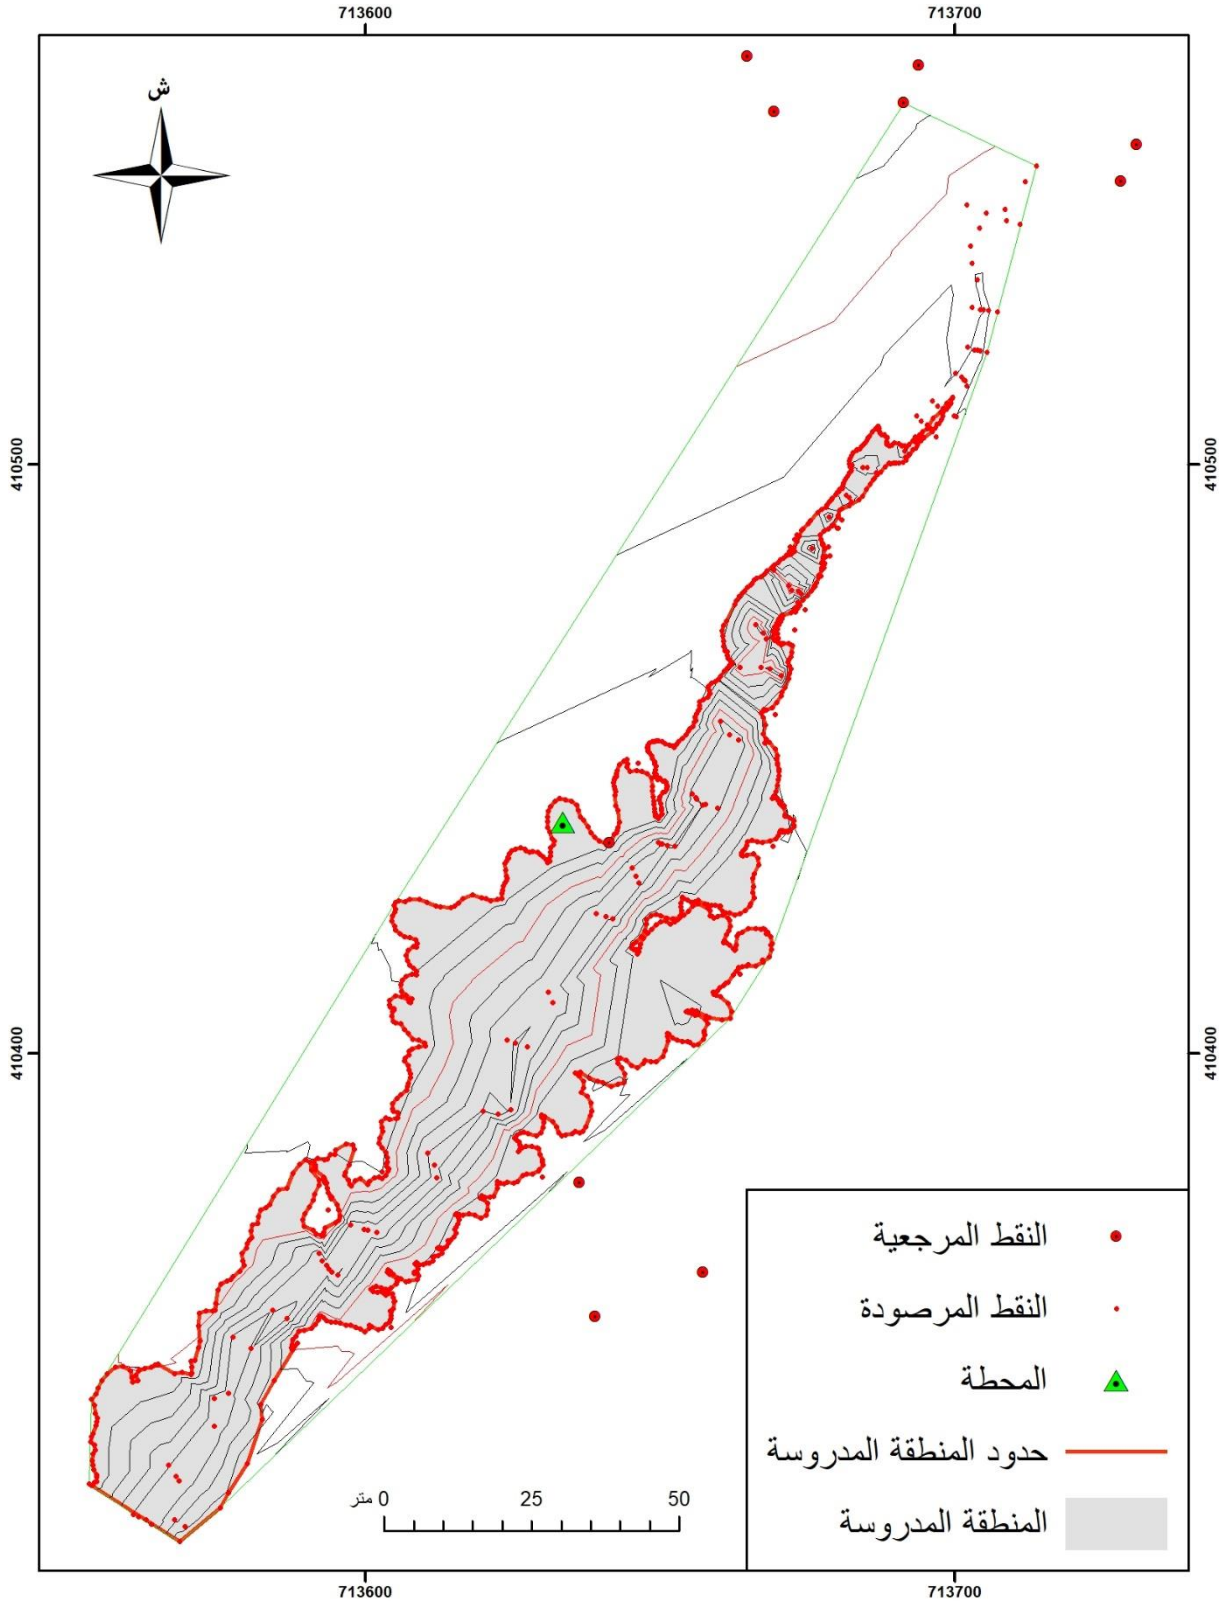 713600
713700
ش
410500
410500
410400
410400
النقط المرجعية
النقط المرصودة
المحطة
حدود المنطقة المدروسة
المنطقة المدروسة
0 متر
25
50
713600
713700